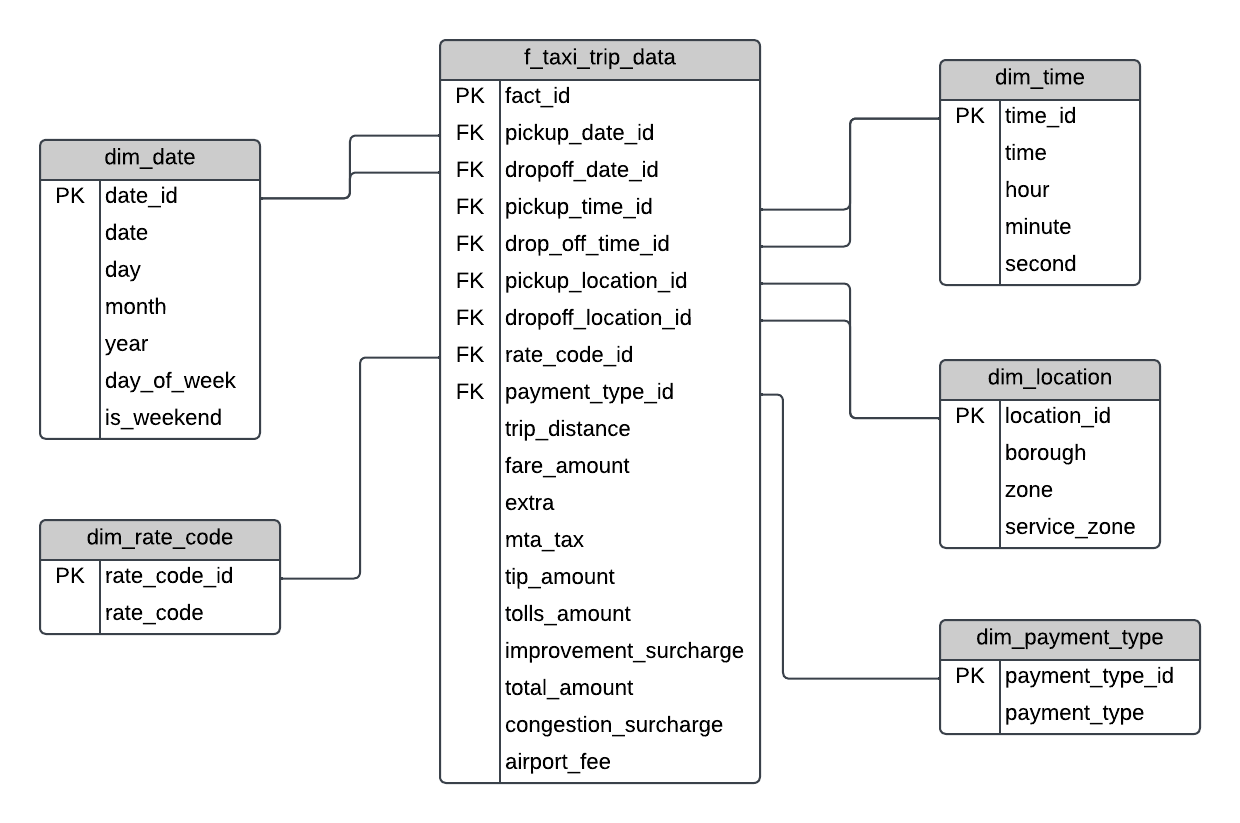 f_taxi_trip_data
PK fact_id
FK pickup_date_id
FK dropoff_date_id
FK pickup_time_id
FK drop_off_time_id
FK pickup_location_id
FK dropoff_location_id
FK rate_code_id
FK payment_type_id
trip_distance
fare_amount
extra
mta_tax
tip_amount
tolls_amount
improvement_surcharge
total_amount
congestion_surcharge
airport_fee
dim_date
PK date_id
date
day
month
year
day_of_week
is_weekend
dim_rate_code
PK rate_code_id
rate_code
dim_time
PK time_id
time
hour
minute
second
dim_location
PK location_id
borough
zone
service_zone
dim_payment_type
PK payment_type_id
payment_type